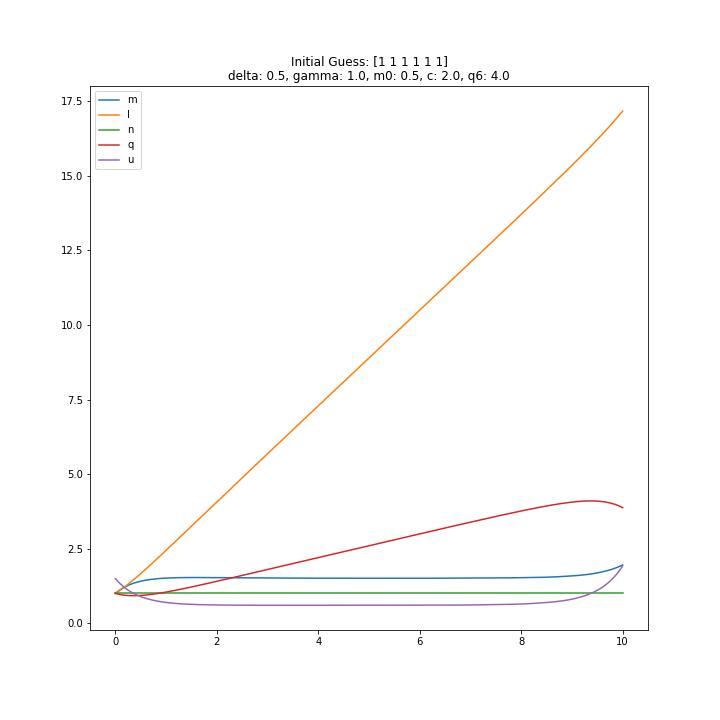 Initial Guess: [1 1 1 1 1 1]
delta: 0.5, gamma: 1.0, m0: 0.5, c: 2.0, q6: 4.0
m
l
n
q
u
17.5
15.0
12.5
10.0
7.5
5.0
2.5
0.0
0 2 4 6 8 10